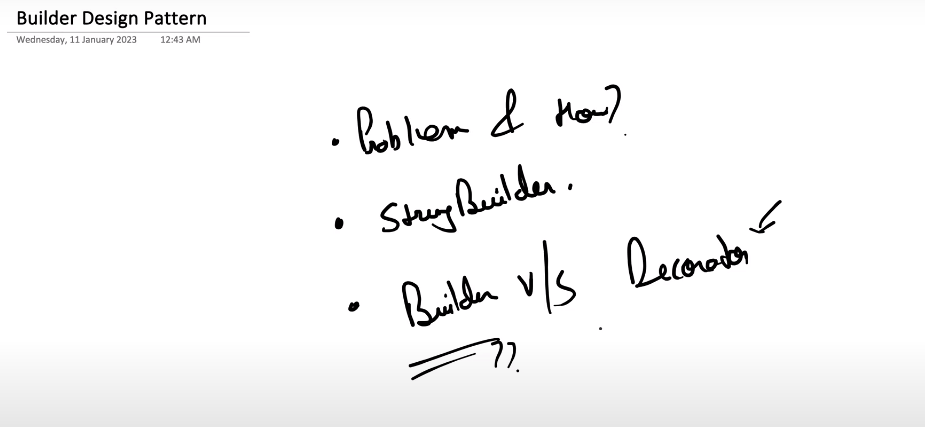 Builder Design Pattern
Wednesday, 11 January 2023 12:43 AM
• Problem & How?
• StringBuilder.
• Builder v/s Decorator
??